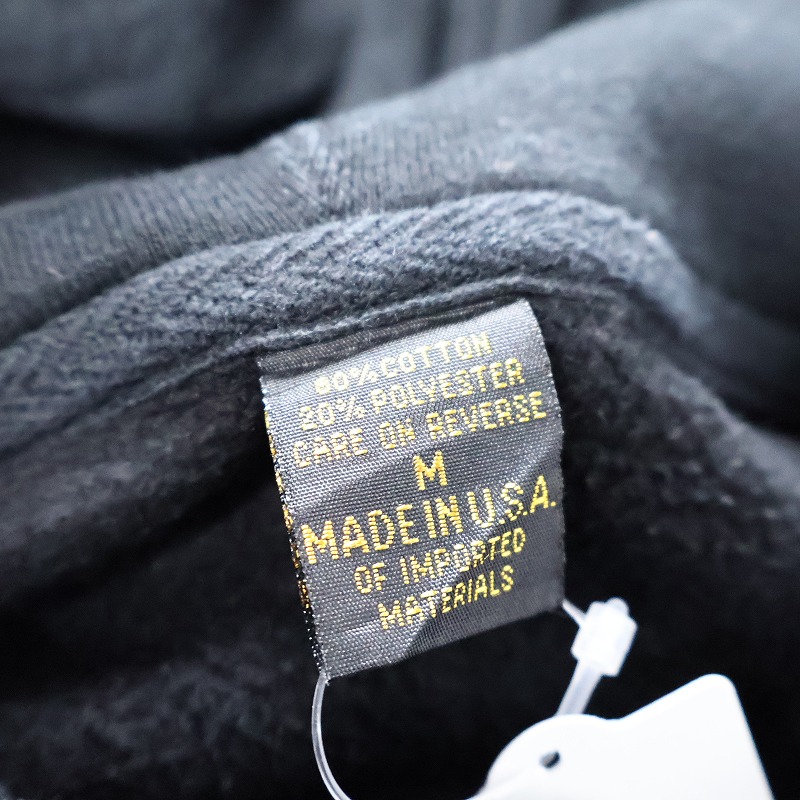 80% COTTON
20% POLYESTER
CARE ON REVERSE
M
MADE IN U.S.A.
OF IMPORTED
MATERIALS